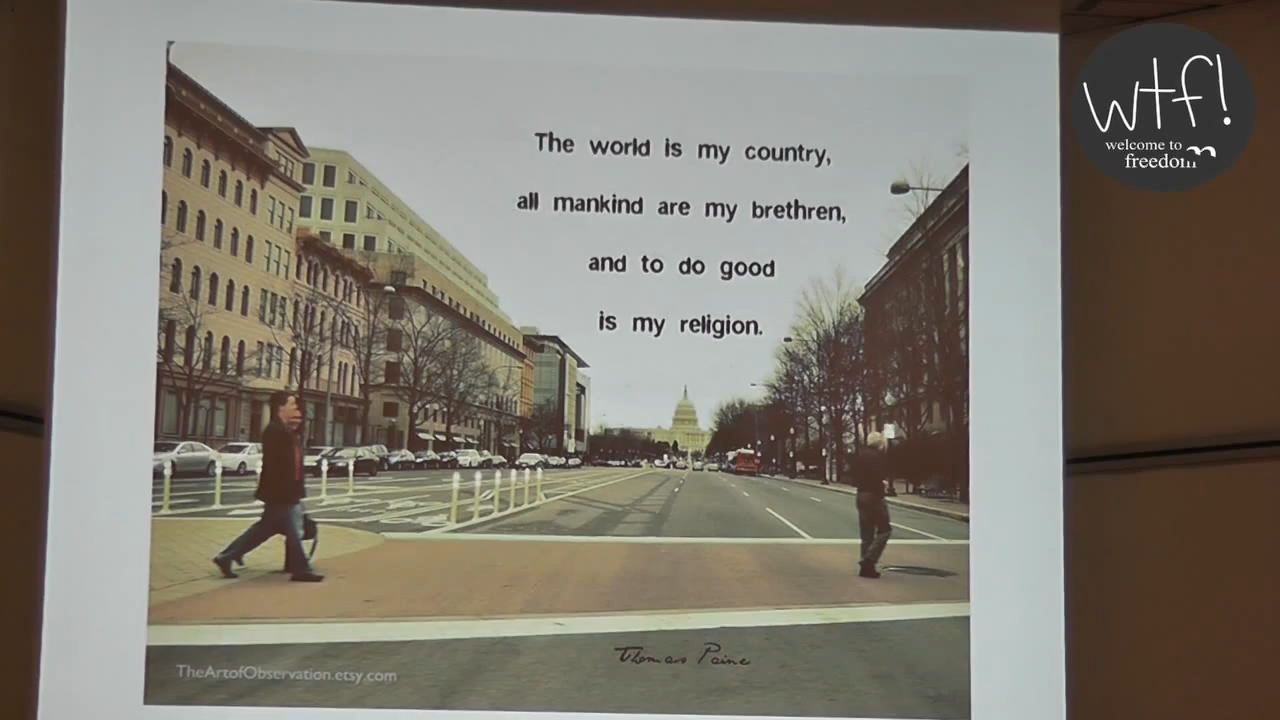 The world is my country,
all mankind are my brethren,
and to do good
is my religion.
Thomas Paine
TheArtofObservation.etsy.com
wtf!
welcome to
freedom